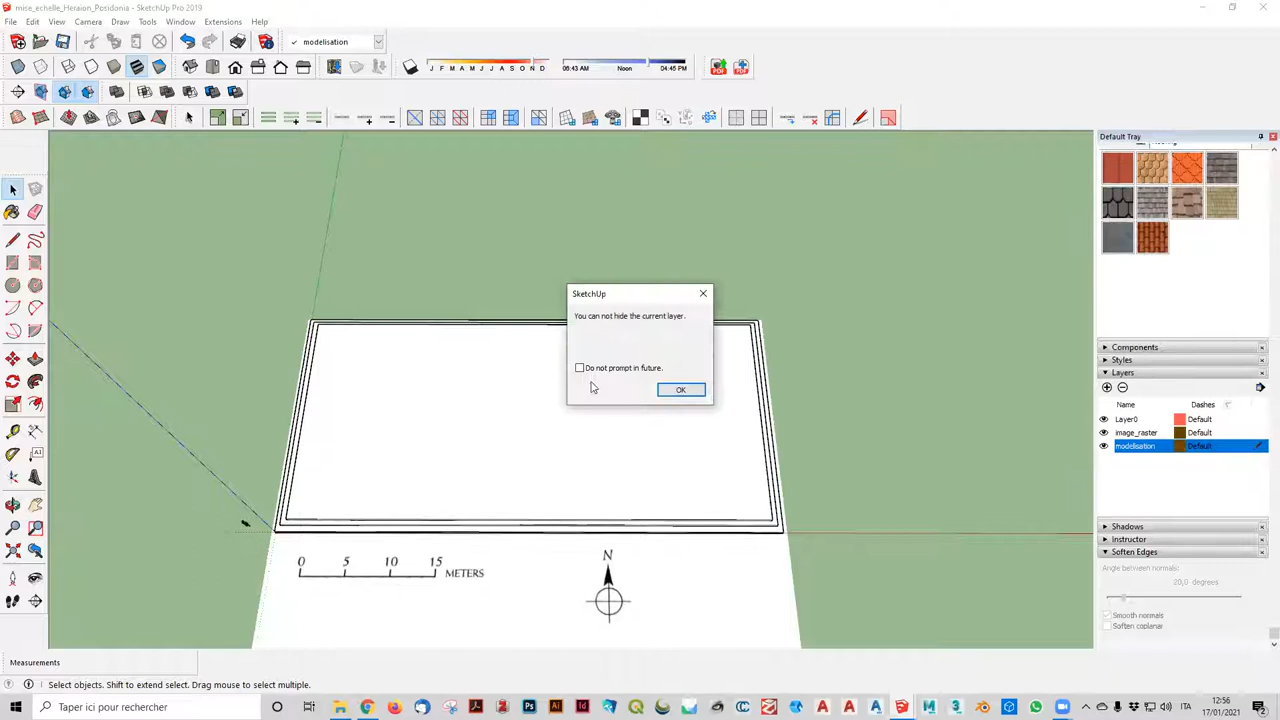 mise_echelle_Heraion_Posidonia - SketchUp Pro 2019
File Edit View Camera Draw Tools Window Extensions Help
modelisation
J F M A M J J A S O N D
06:43 AM Noon 04:45 PM
Default Tray
SketchUp
You can not hide the current layer.
Do not prompt in future.
OK
Components
Styles
Layers
Name Dashes
Layer0 Default
image_raster Default
modelisation Default
0 5 10 15 METERS
N
Shadows
Instructor
Soften Edges
Angle between normals:
20,0 degrees
Smooth normals
Soften coplanar
Measurements
Select objects. Shift to extend select. Drag mouse to select multiple.
Taper ici pour rechercher
ITA
12:56
17/01/2021